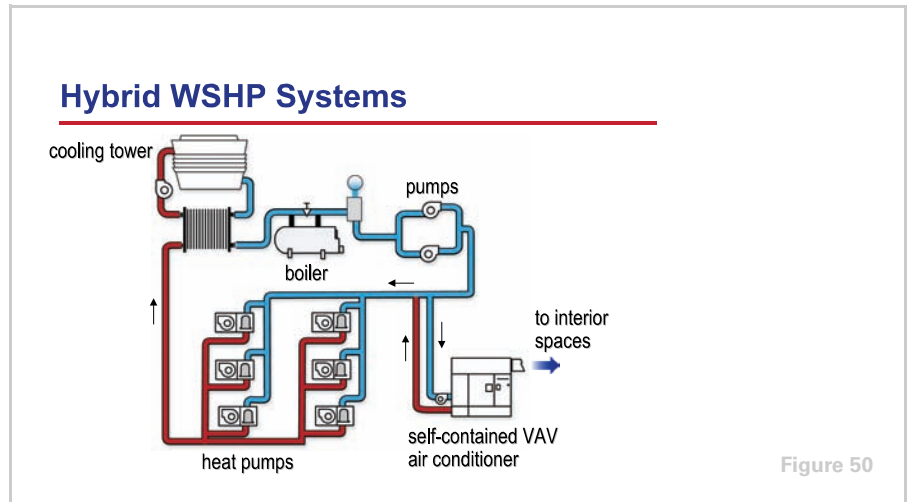 Hybrid WSHP Systems
cooling tower
pumps
boiler
to interior
spaces
self-contained VAV
air conditioner
heat pumps
Figure 50